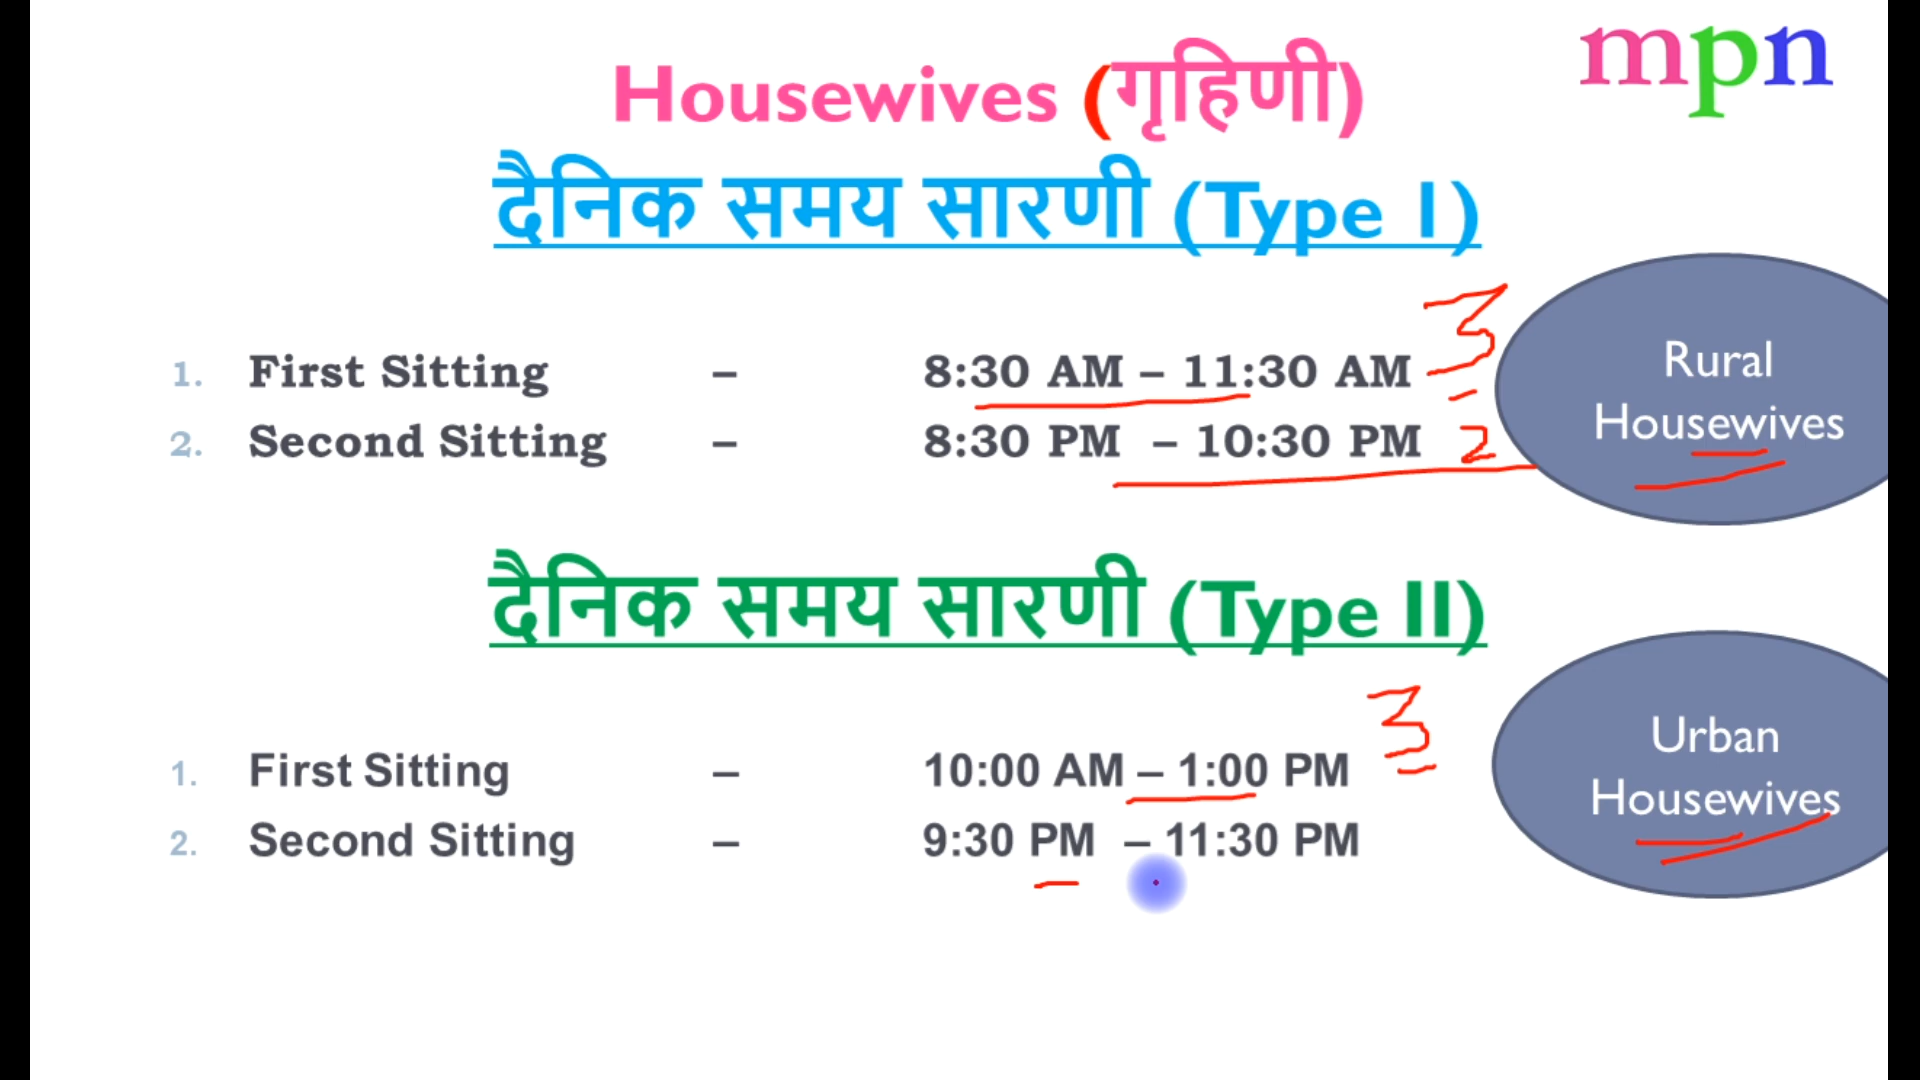 mpn
Housewives (गृहिणी)
दैनिक समय सारणी (Type I)
1. First Sitting – 8:30 AM – 11:30 AM 3
2. Second Sitting – 8:30 PM – 10:30 PM 2
Rural
Housewives
दैनिक समय सारणी (Type II)
1. First Sitting – 10:00 AM – 1:00 PM 3
2. Second Sitting – 9:30 PM – 11:30 PM
Urban
Housewives